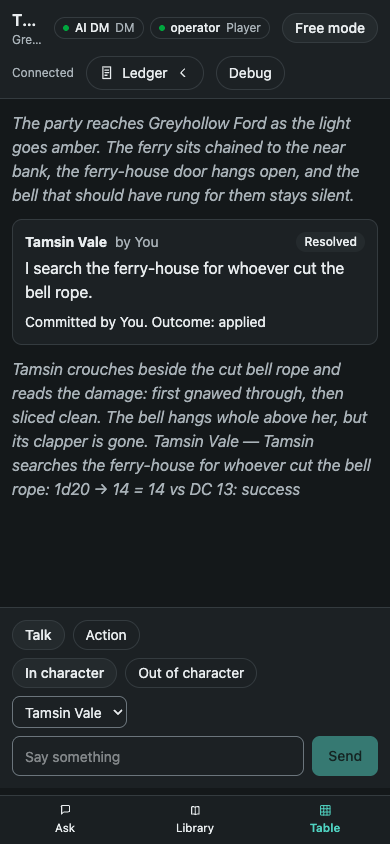 T...
Gre...
AI DM DM
operator Player
Free mode
Connected
Ledger
Debug
The party reaches Greyhollow Ford as the light
goes amber. The ferry sits chained to the near
bank, the ferry-house door hangs open, and the
bell that should have rung for them stays silent.
Tamsin Vale by You
Resolved
I search the ferry-house for whoever cut the
bell rope.
Committed by You. Outcome: applied
Tamsin crouches beside the cut bell rope and
reads the damage: first gnawed through, then
sliced clean. The bell hangs whole above her, but
its clapper is gone. Tamsin Vale — Tamsin
searches the ferry-house for whoever cut the bell
rope: 1d20 → 14 = 14 vs DC 13: success
Talk
Action
In character
Out of character
Tamsin Vale
Say something
Send
Ask
Library
Table